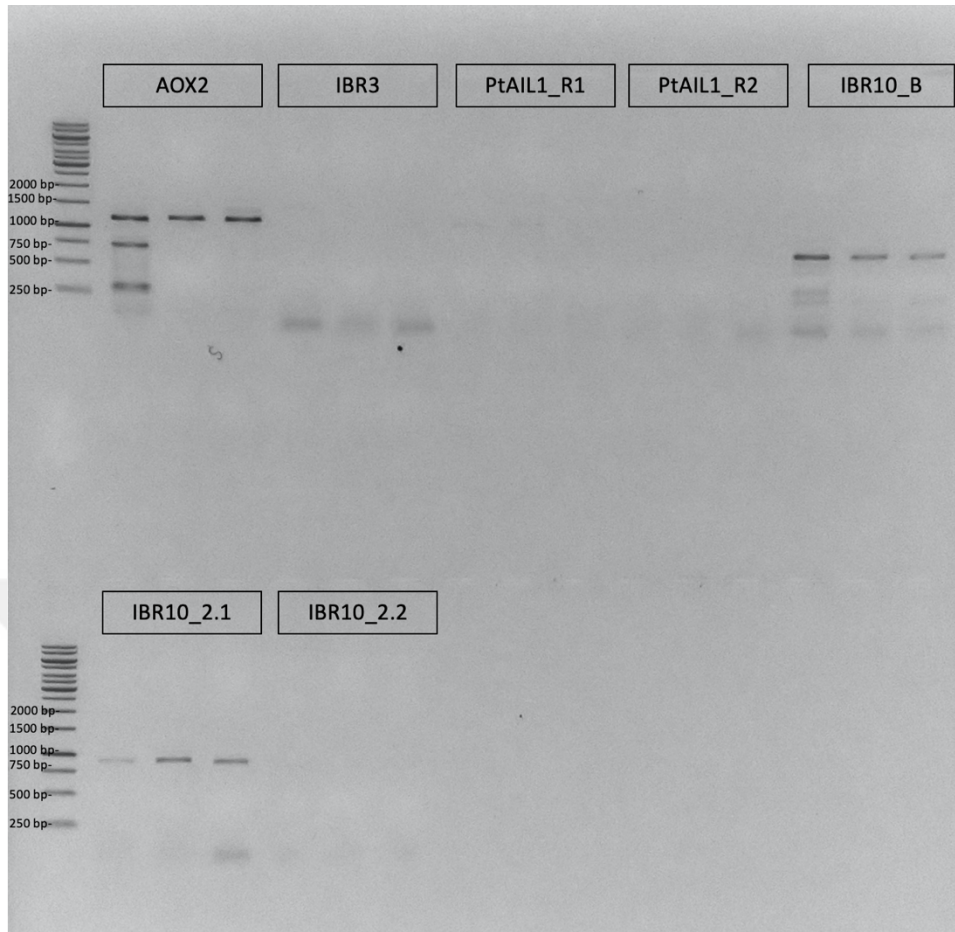 AOX2
IBR3
PtAIL1_R1
PtAIL1_R2
IBR10_B
2000 bp-
1500 bp-
1000 bp-
750 bp-
500 bp-
250 bp-
IBR10_2.1
IBR10_2.2
2000 bp-
1500 bp-
1000 bp-
750 bp-
500 bp-
250 bp-